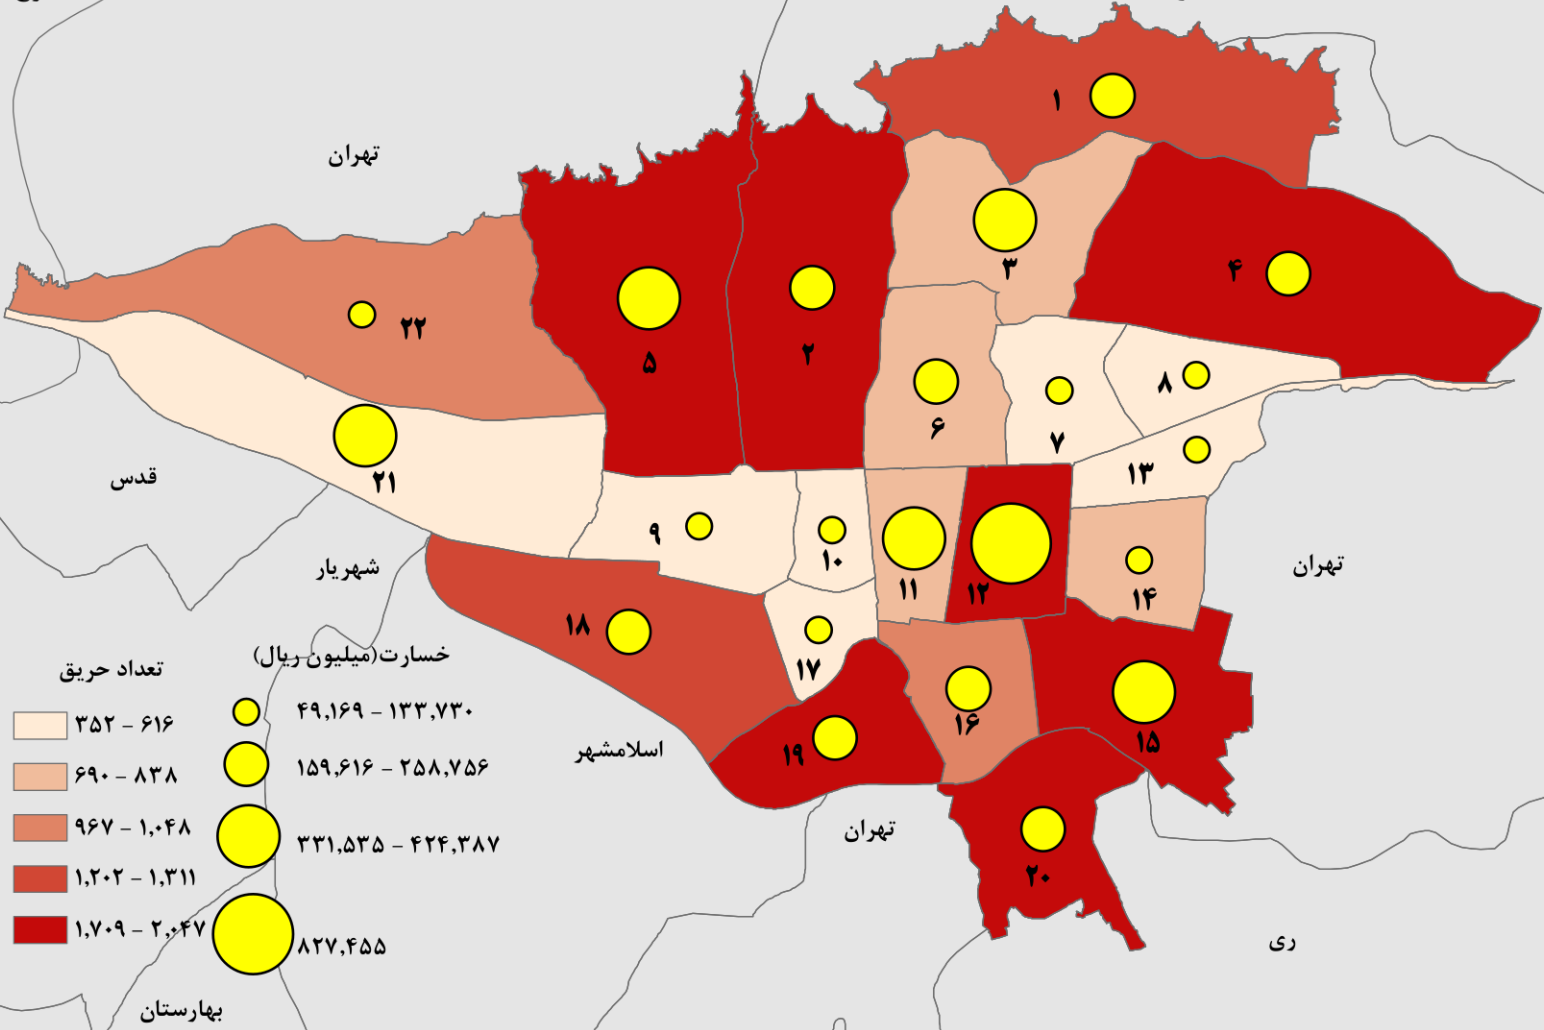 ۱
تهران
۳
۴
۲۲
۲
۵
۸
۶
۷
۱۳
قدس
۲۱
۹
۱۰
شهریار
تهران
۱۱
۱۲
۱۴
۱۸
خسارت(میلیون ریال)
تعداد حریق
۱۷
۴۹,۱۶۹ – ۱۳۳,۷۳۰
۳۵۲ – ۶۱۶
۱۶
اسلامشهر
۱۹
۱۵
۱۵۹,۶۱۶ – ۲۵۸,۷۵۶
۶۹۰ – ۸۳۸
تهران
۹۶۷ – ۱,۰۴۸
۳۳۱,۵۳۵ – ۴۲۴,۳۸۷
۲۰
۱,۲۰۲ – ۱,۳۱۱
۱,۷۰۹ – ۲,۰۴۷
۸۲۷,۴۵۵
ری
بهارستان